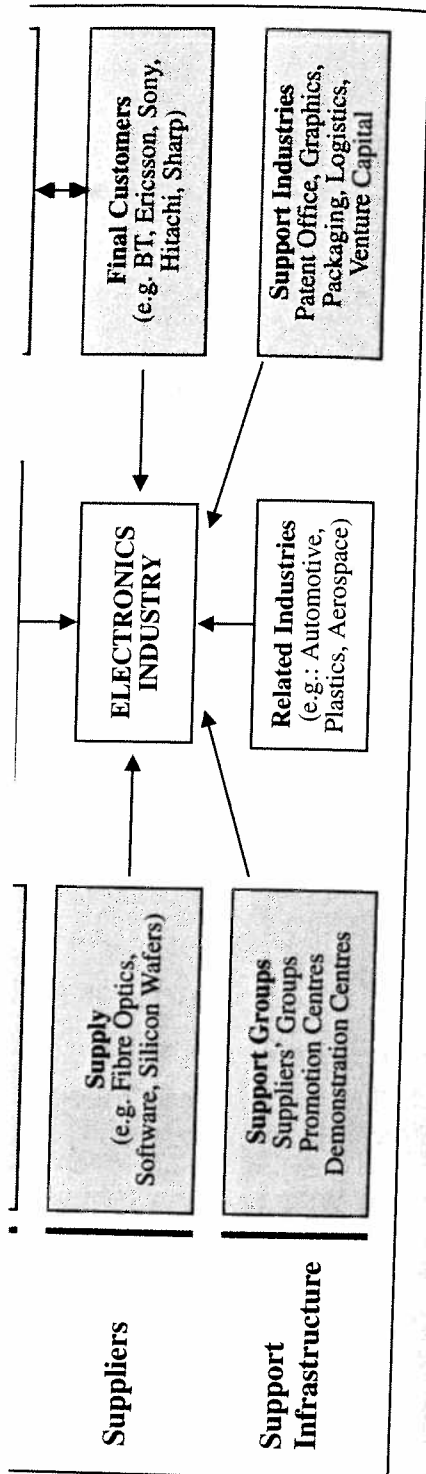 Suppliers
Supply
(e.g. Fibre Optics,
Software, Silicon Wafers)
ELECTRONICS
INDUSTRY
Final Customers
(e.g. BT, Ericsson, Sony,
Hitachi, Sharp)
Support
Infrastructure
Support Groups
Suppliers' Groups
Promotion Centres
Demonstration Centres
Related Industries
(e.g.: Automotive,
Plastics, Aerospace)
Support Industries
Patent Office, Graphics,
Packaging, Logistics,
Venture Capital